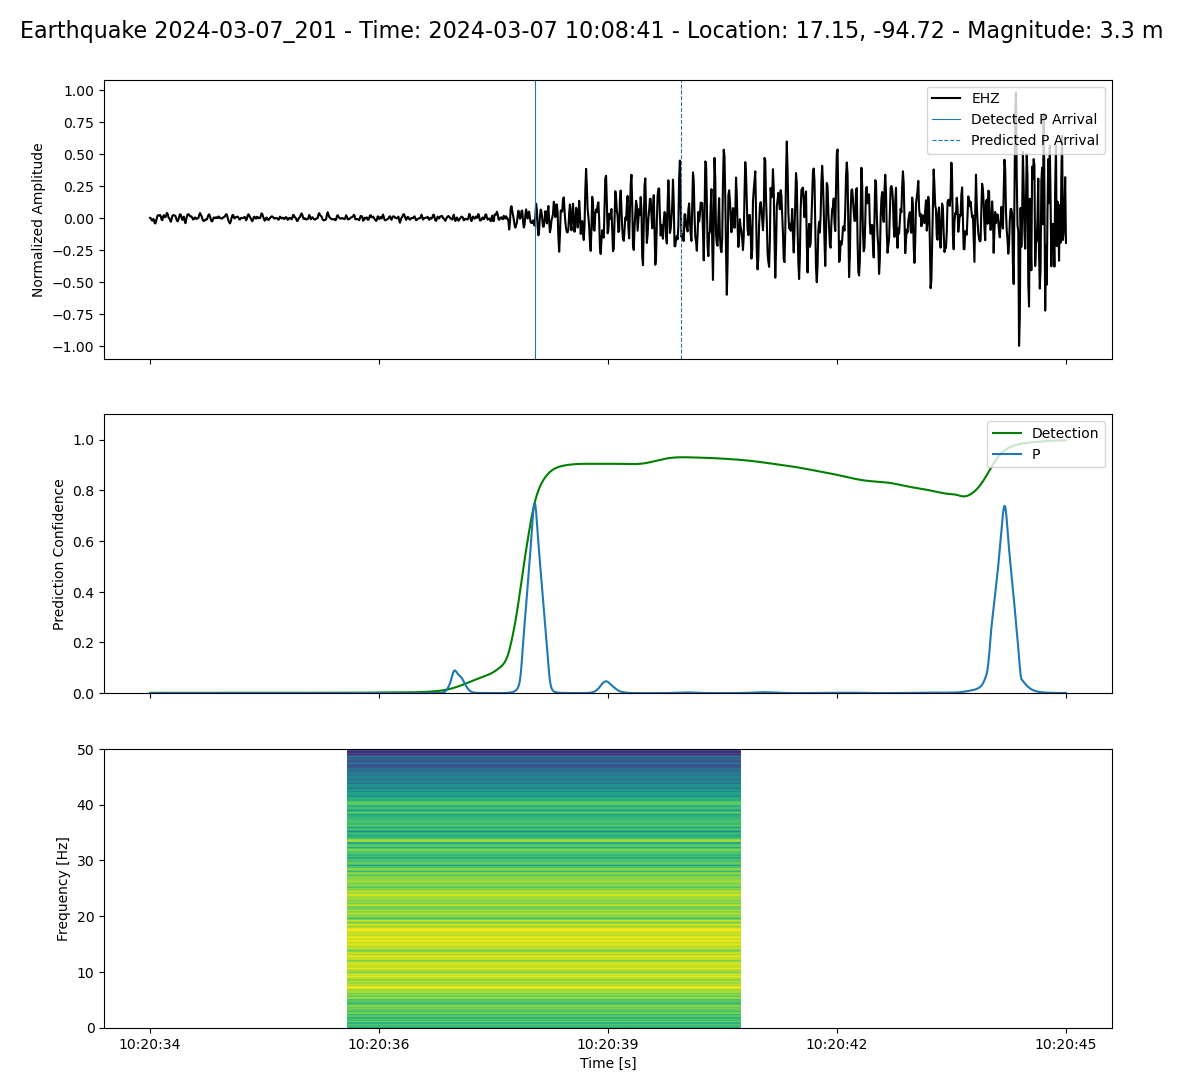 Earthquake 2024-03-07_201 - Time: 2024-03-07 10:08:41 - Location: 17.15, -94.72 - Magnitude: 3.3 m
1.00
0.75
0.50
0.25
0.00
−0.25
−0.50
−0.75
−1.00
Normalized Amplitude
EHZ
Detected P Arrival
Predicted P Arrival
1.0
0.8
0.6
0.4
0.2
0.0
Prediction Confidence
Detection
P
50
40
30
20
10
0
Frequency [Hz]
10:20:34
10:20:36
10:20:39
10:20:42
10:20:45
Time [s]